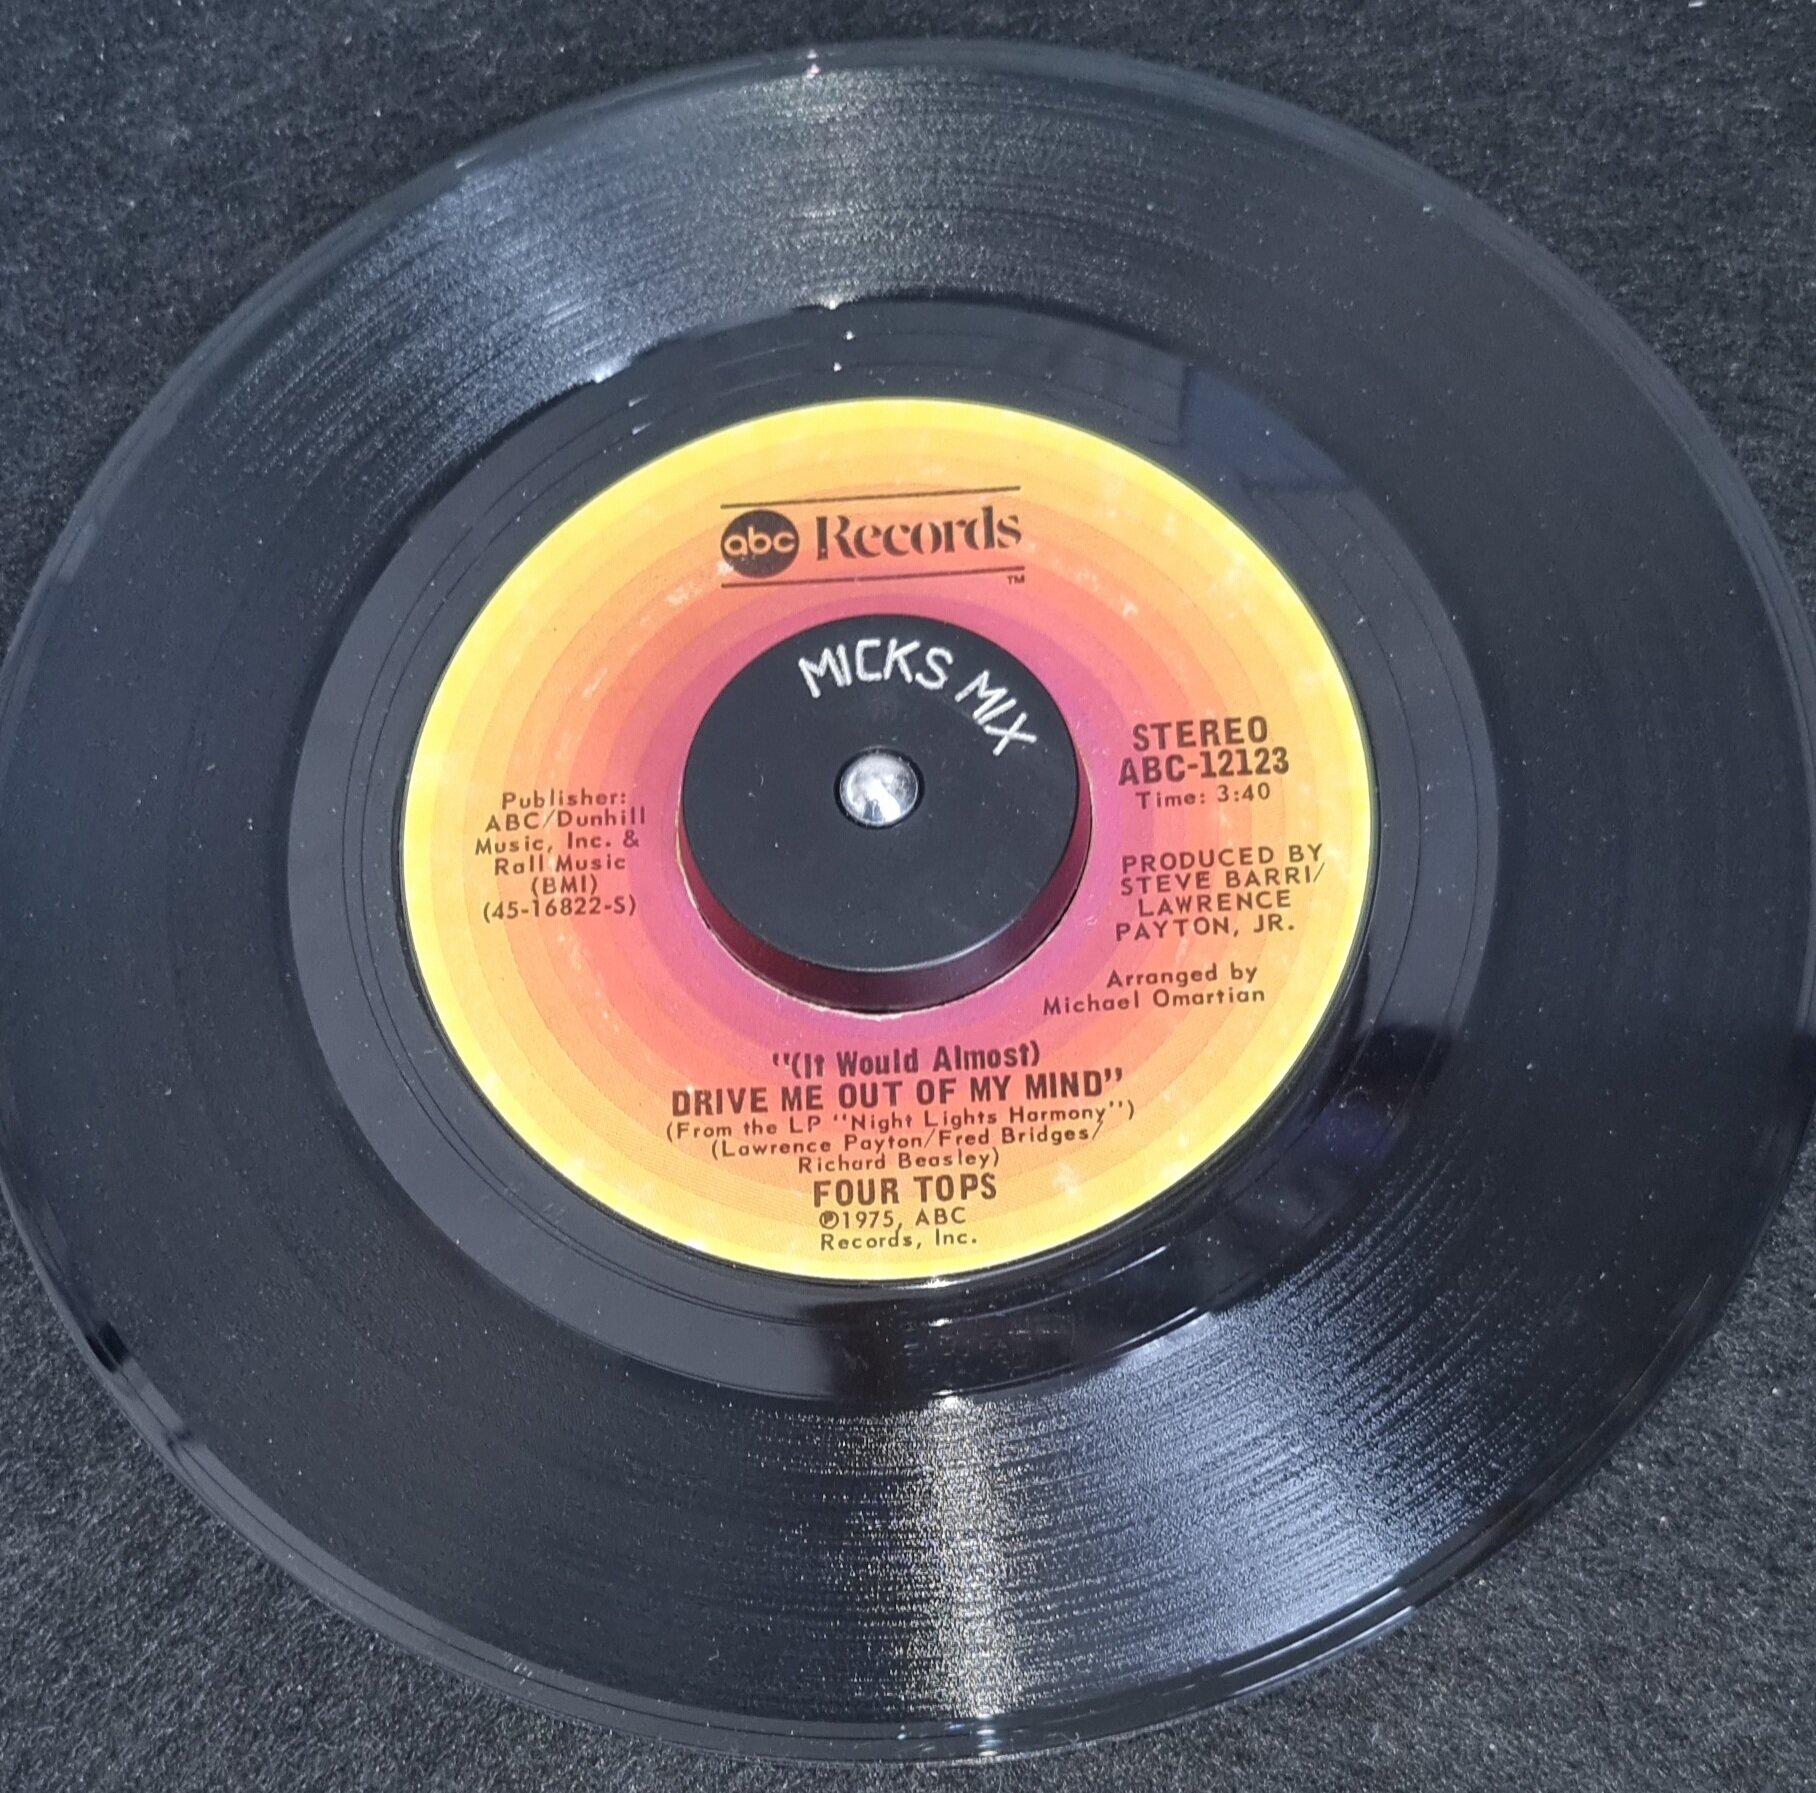 abc Records
TM
MICKS MIX
STEREO
ABC-12123
Time: 3:40
Publisher:
ABC/Dunhill
Music, Inc. &
Rall Music
(BMI)
(45-16822-S)
PRODUCED BY
STEVE BARRI/
LAWRENCE
PAYTON, JR.
Arranged by
Michael Omartian
"(It Would Almost)
DRIVE ME OUT OF MY MIND"
(From the LP "Night Lights Harmony")
(Lawrence Payton/Fred Bridges/
Richard Beasley)
FOUR TOPS
℗1975, ABC
Records, Inc.